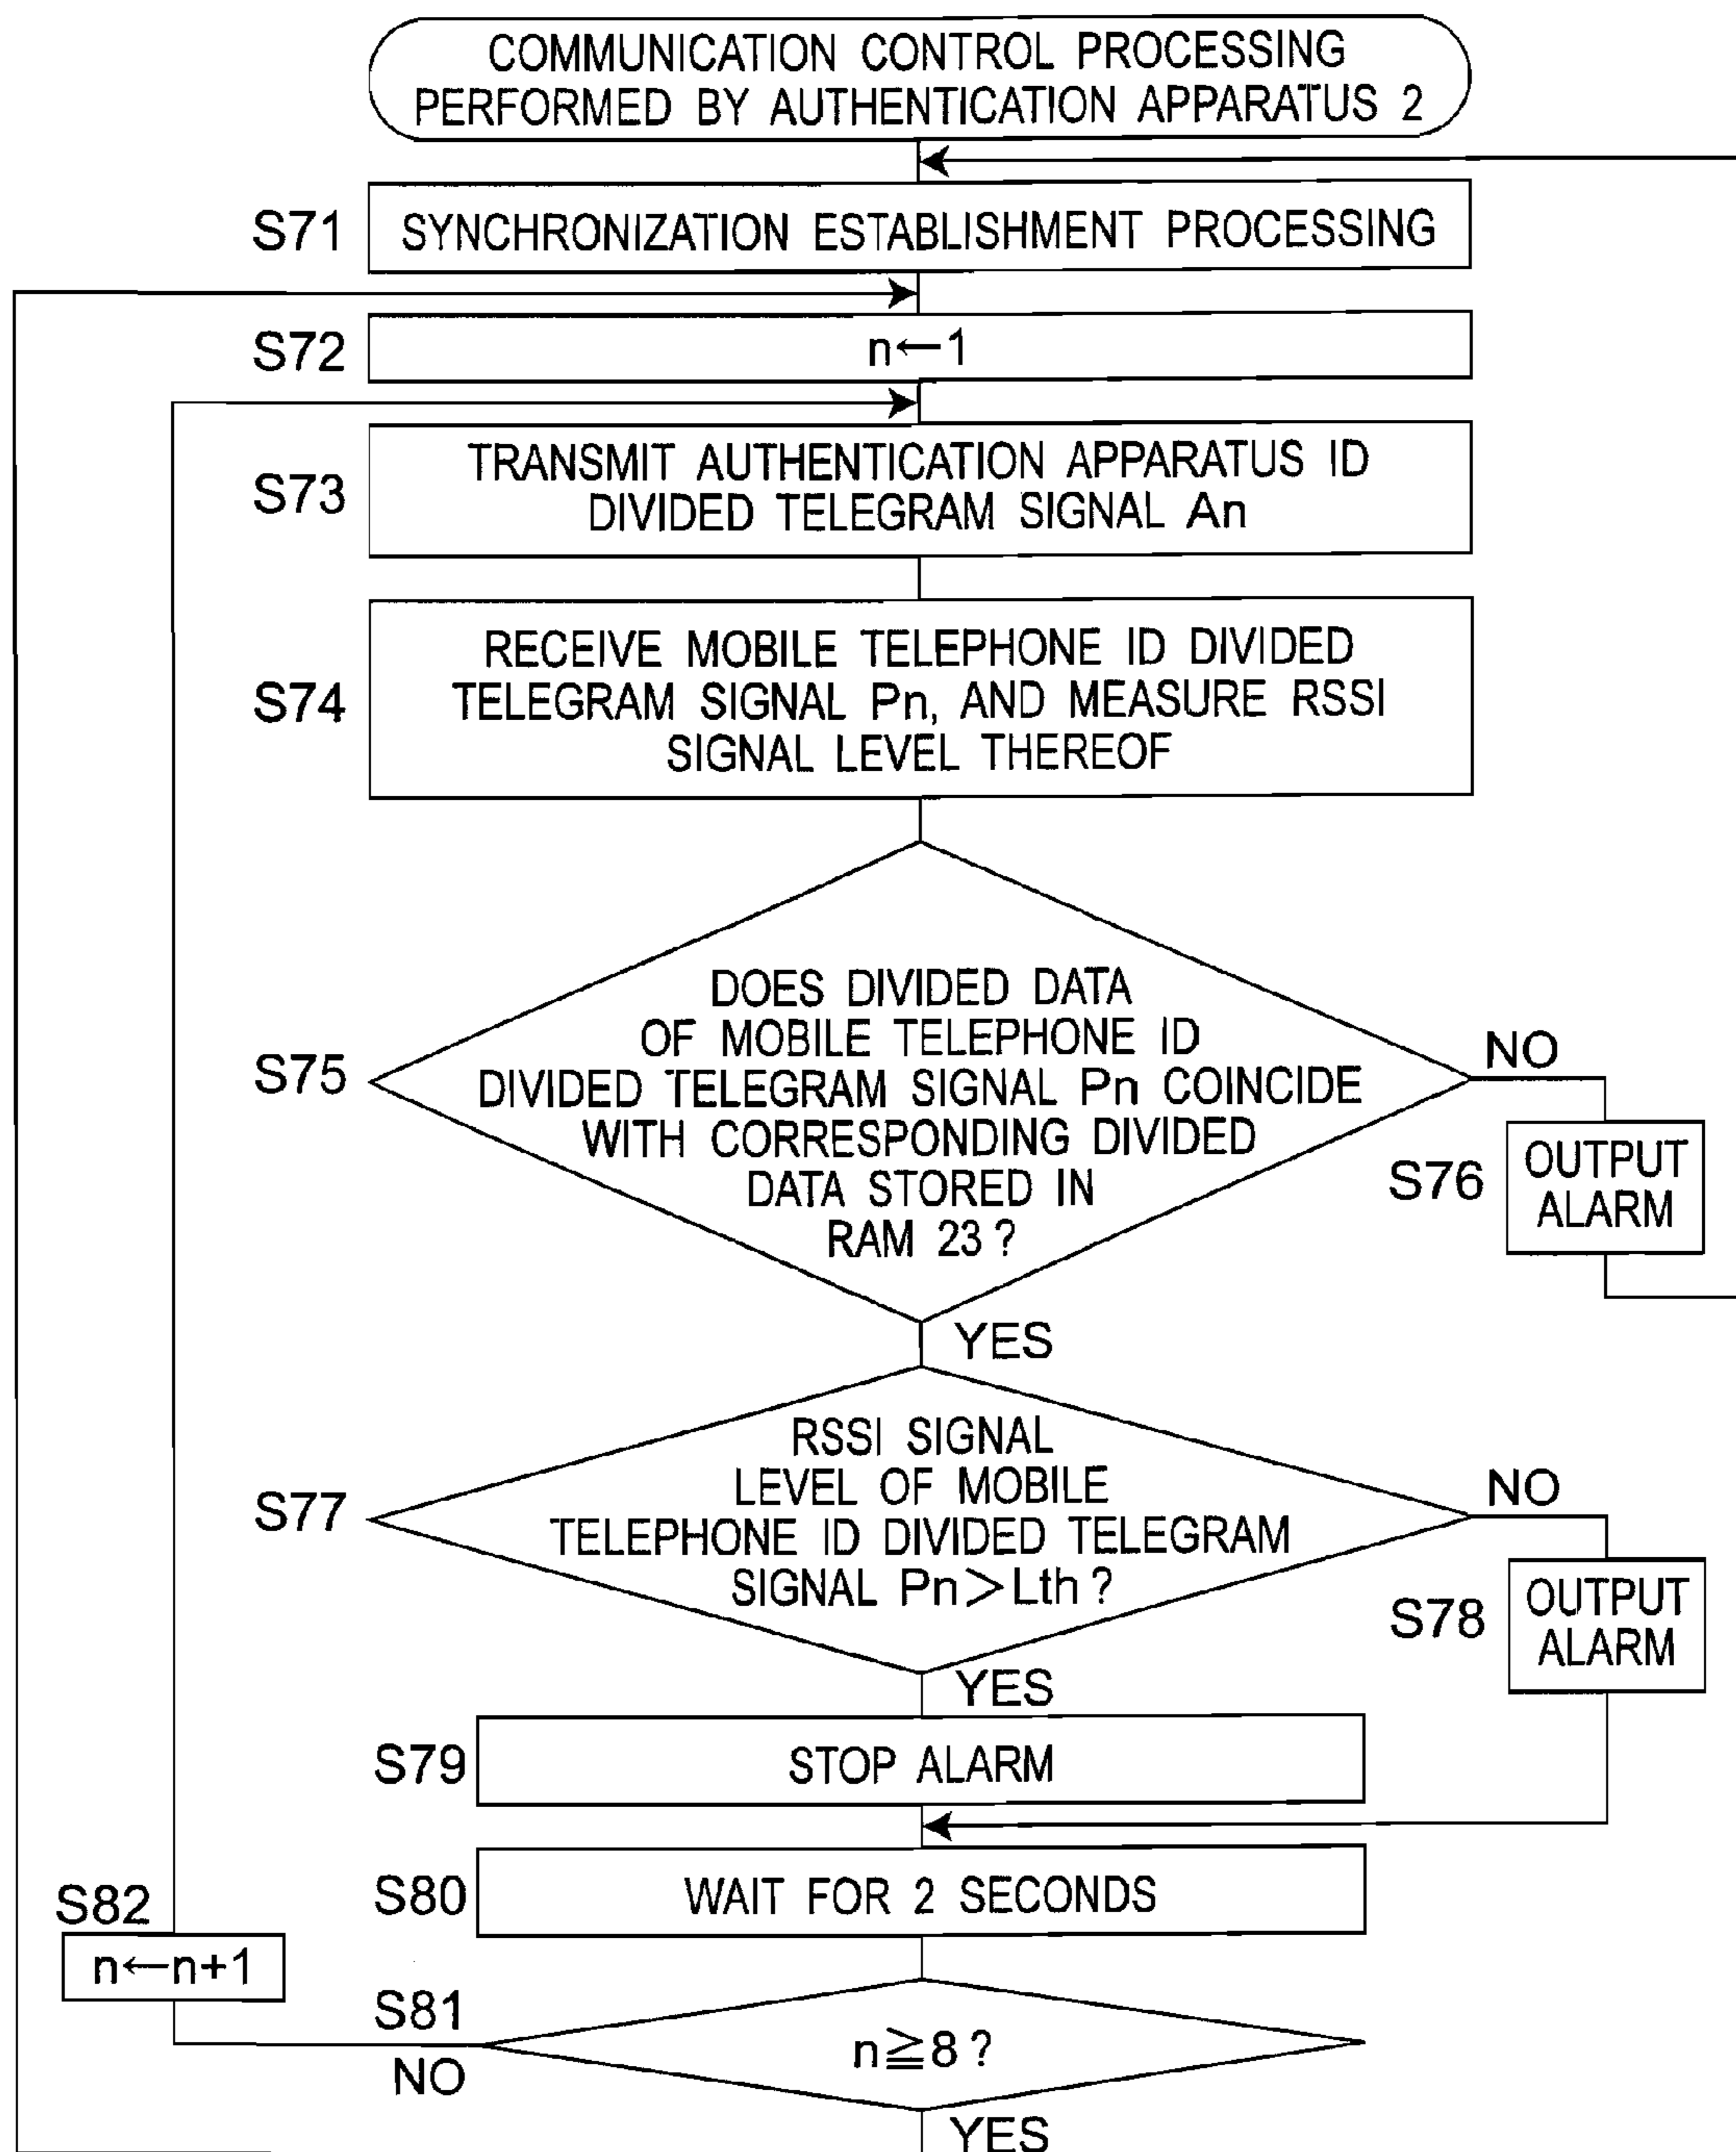 COMMUNICATION CONTROL PROCESSING
PERFORMED BY AUTHENTICATION APPARATUS 2
S71
SYNCHRONIZATION ESTABLISHMENT PROCESSING
S72
n←1
S73
TRANSMIT AUTHENTICATION APPARATUS ID
DIVIDED TELEGRAM SIGNAL An
S74
RECEIVE MOBILE TELEPHONE ID DIVIDED
TELEGRAM SIGNAL Pn, AND MEASURE RSSI
SIGNAL LEVEL THEREOF
S75
DOES DIVIDED DATA
OF MOBILE TELEPHONE ID
DIVIDED TELEGRAM SIGNAL Pn COINCIDE
WITH CORRESPONDING DIVIDED
DATA STORED IN
RAM 23?
NO
S76
OUTPUT
ALARM
YES
S77
RSSI SIGNAL
LEVEL OF MOBILE
TELEPHONE ID DIVIDED TELEGRAM
SIGNAL Pn>Lth?
NO
S78
OUTPUT
ALARM
YES
S79
STOP ALARM
S80
WAIT FOR 2 SECONDS
S82
n←n+1
S81
n≧8?
NO
YES